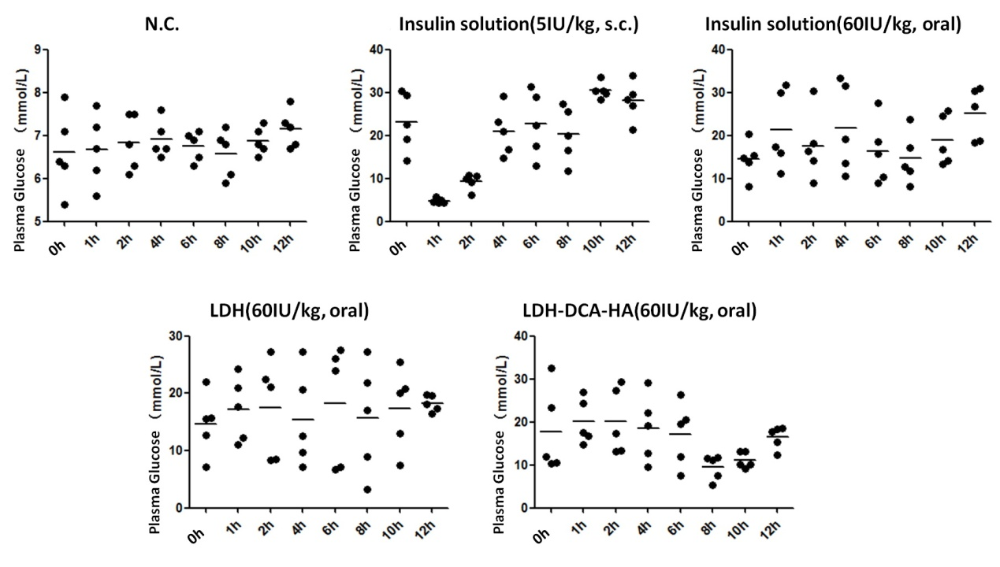 N.C.
Insulin solution(5IU/kg, s.c.)
Insulin solution(60IU/kg, oral)
Plasma Glucose （mmol/L)
9
8
7
6
5
0h 1h 2h 4h 6h 8h 10h 12h
Plasma Glucose （mmol/L)
40
30
20
10
0
0h 1h 2h 4h 6h 8h 10h 12h
Plasma Glucose （mmol/L)
40
30
20
10
0
0h 1h 2h 4h 6h 8h 10h 12h
LDH(60IU/kg, oral)
LDH-DCA-HA(60IU/kg, oral)
Plasma Glucose （mmol/L)
30
20
10
0
0h 1h 2h 4h 6h 8h 10h 12h
Plasma Glucose （mmol/L)
40
30
20
10
0
0h 1h 2h 4h 6h 8h 10h 12h